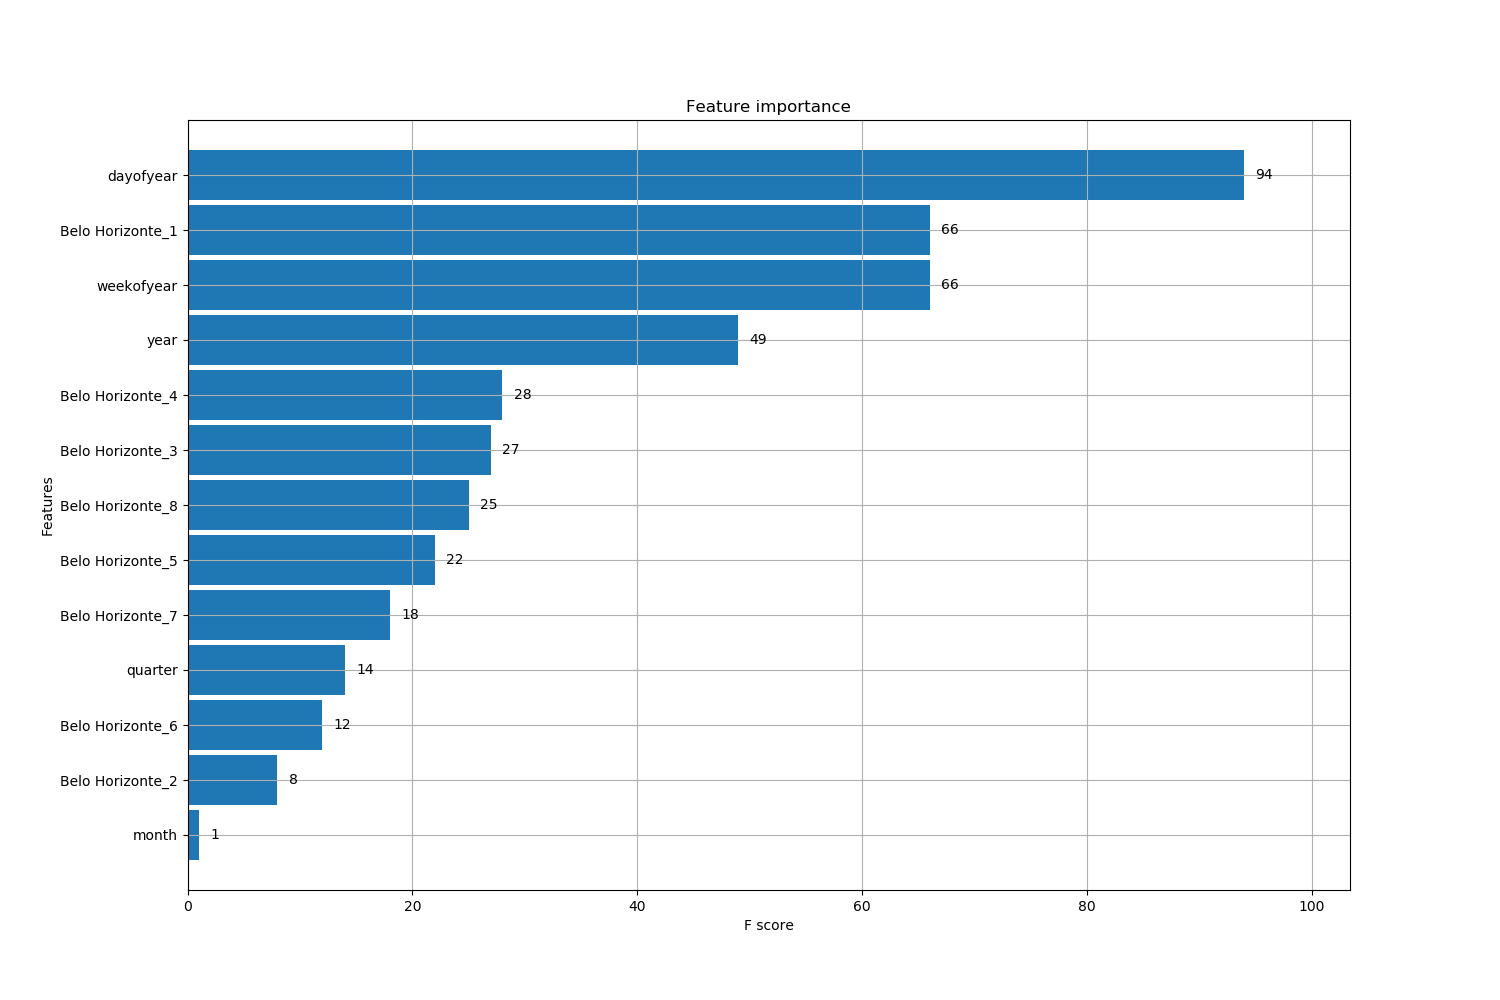 Feature importance
dayofyear 94
Belo Horizonte_1 66
weekofyear 66
year 49
Belo Horizonte_4 28
Belo Horizonte_3 27
Belo Horizonte_8 25
Belo Horizonte_5 22
Belo Horizonte_7 18
quarter 14
Belo Horizonte_6 12
Belo Horizonte_2 8
month 1
Features
0 20 40 60 80 100
F score